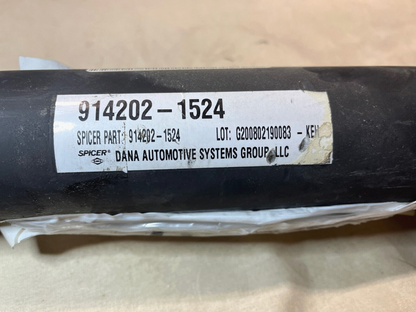 914202-1524
SPICER PART: 914202-1524 LOT: G200802190083 - KEN
SPICER® DANA AUTOMOTIVE SYSTEMS GROUP, LLC